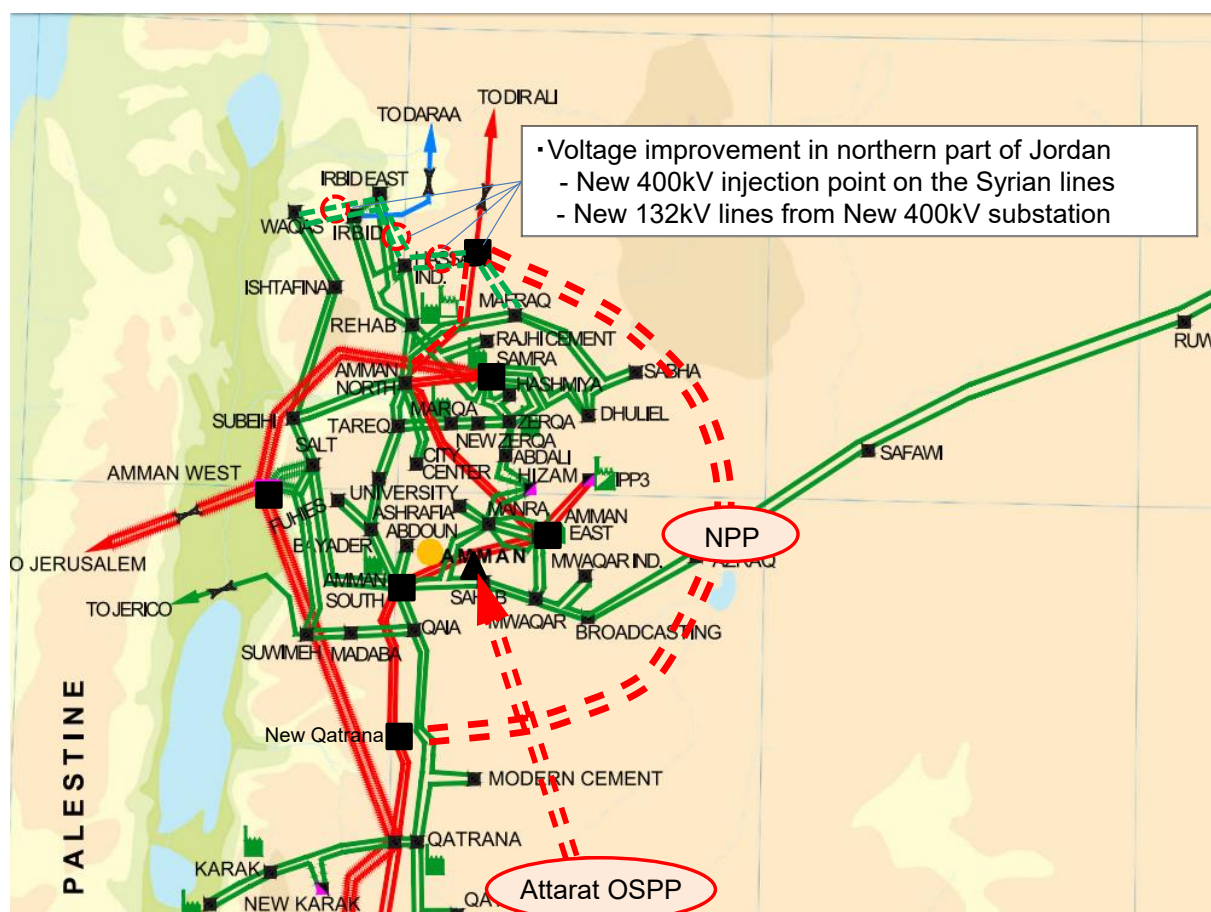 TO DIRALI
TO DARAA
·Voltage improvement in northern part of Jordan
- New 400kV injection point on the Syrian lines
- New 132kV lines from New 400kV substation
IRBID EAST
WAQAS
IRBID
IND.
ISHTAFINA
MAFRAQ
REHAB
RAJHI CEMENT
SAMRA
RUW
AMMAN
NORTH
HASHMIYA
SABHA
MARQA
DHULIEL
SUBEIHI
TAREQ
ZERQA
NEW ZERQA
SALT
CITY
CENTER
ABDALI
SAFAWI
AMMAN WEST
HIZAM
IPP3
UNIVERSITY
FUHIES
ASHRAFIA
MANRA
AMMAN
EAST
ABDOUN
NPP
BAYADER
AMMAN
MWAQAR IND.
AZRAQ
O JERUSALEM
AMMAN
SOUTH
SAHAB
TO JERICO
MWAQAR
BROADCASTING
QAIA
SUWIMEH
MADABA
PALESTINE
New Qatrana
MODERN CEMENT
QATRANA
KARAK
Attarat OSPP
NEW KARAK
QA